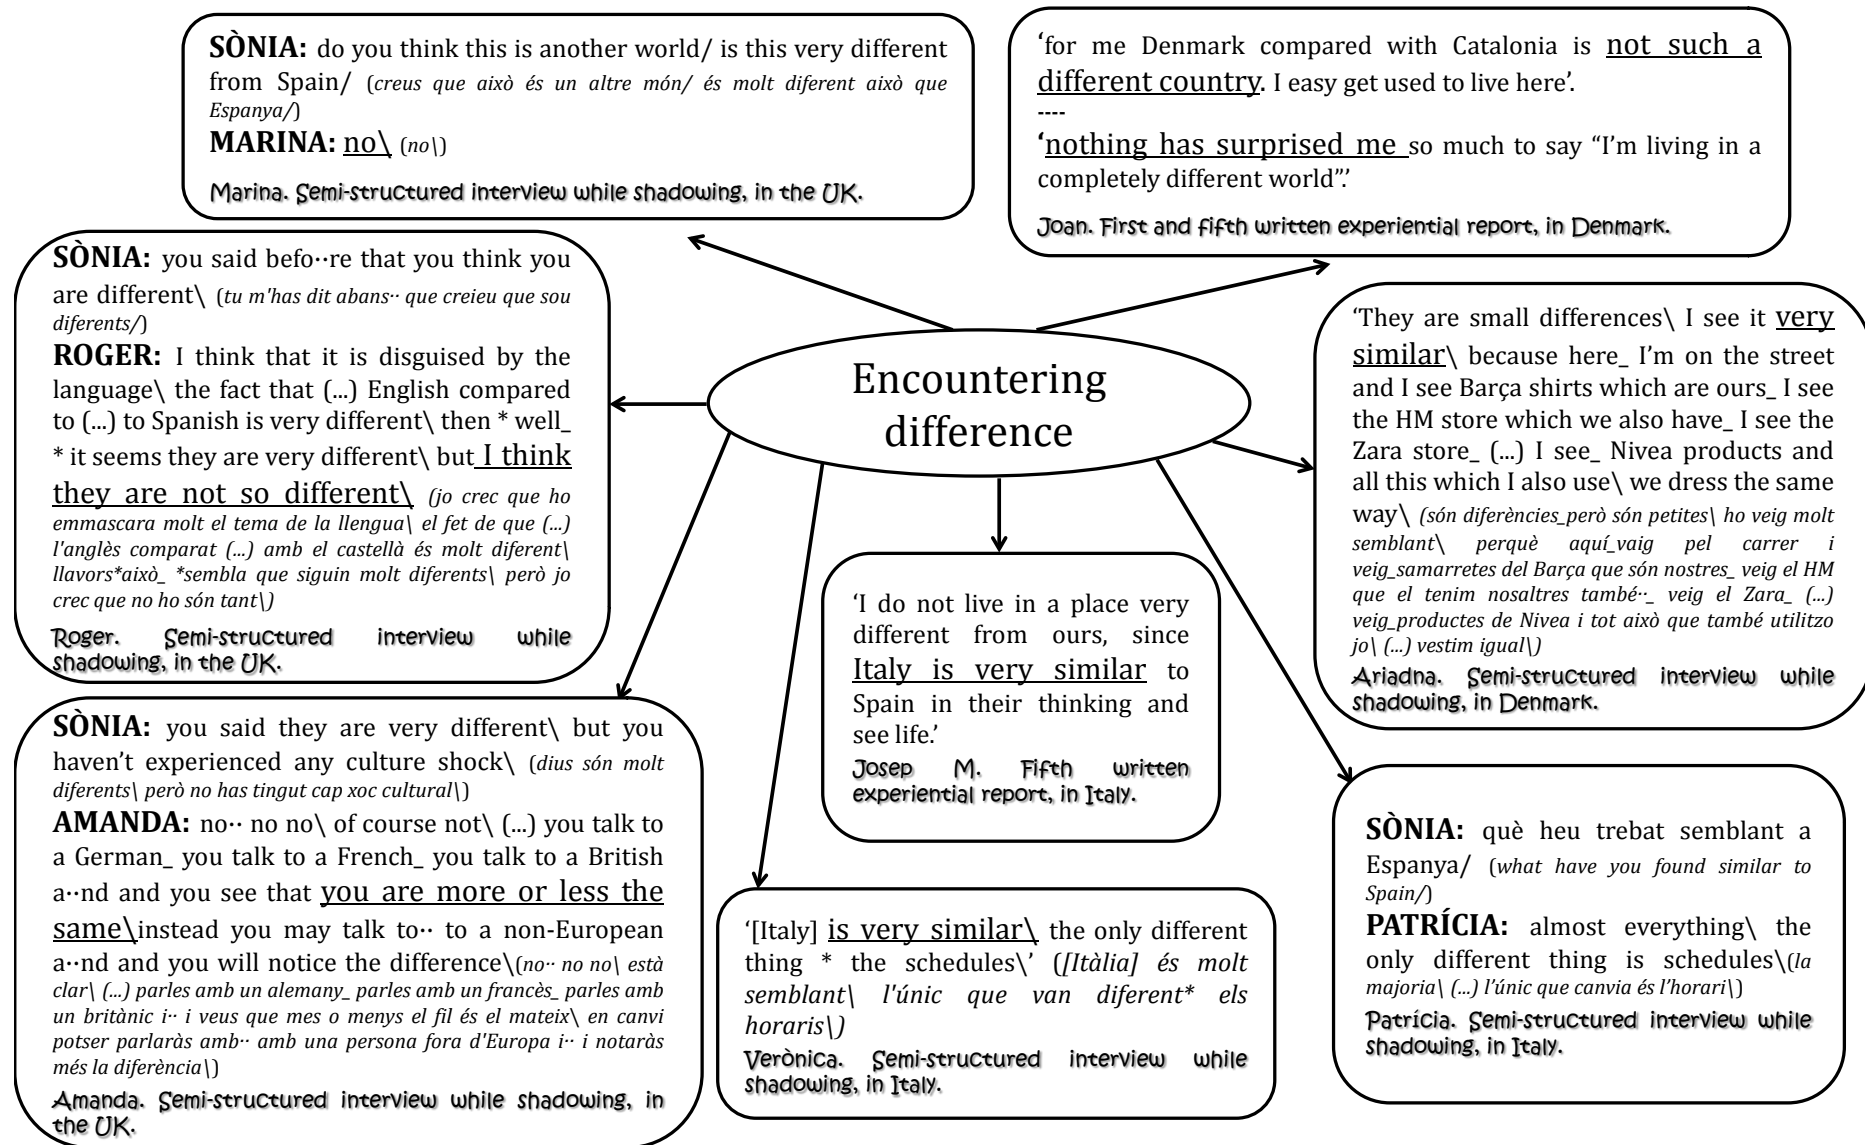 SÒNIA: do you think this is another world/ is this very different
from Spain/ (creus que això és un altre món/ és molt diferent això que
Espanya/)
MARINA: no\ (no\)
Marina. Semi-structured interview while shadowing, in the UK.
‘for me Denmark compared with Catalonia is not such a
different country. I easy get used to live here’.
----
‘nothing has surprised me so much to say “I’m living in a
completely different world”.’
Joan. First and fifth written experiential report, in Denmark.
SÒNIA: you said befo··re that you think you
are different\ (tu m'has dit abans·· que creieu que sou
diferents/)
ROGER: I think that it is disguised by the
language\ the fact that (...) English compared
to (...) to Spanish is very different\ then * well_
* it seems they are very different\ but I think
they are not so different\ (jo crec que ho
emmascara molt el tema de la llengua\ el fet de que (...)
l'anglès comparat (...) amb el castellà és molt diferent\
llavors*això_ *sembla que siguin molt diferents\ però jo
crec que no ho són tant\)
Roger. Semi-structured interview while
shadowing, in the UK.
Encountering
difference
‘They are small differences\ I see it very
similar\ because here_ I’m on the street
and I see Barça shirts which are ours_ I see
the HM store which we also have_ I see the
Zara store_ (...) I see_ Nivea products and
all this which I also use\ we dress the same
way\ (són diferències_però són petites\ ho veig molt
semblant\ perquè aquí_vaig pel carrer i
veig_samarretes del Barça que són nostres_ veig el HM
que el tenim nosaltres també··_ veig el Zara_ (...)
veig_productes de Nivea i tot això que també utilitzo
jo\ (...) vestim igual\)
Ariadna. Semi-structured interview while
shadowing, in Denmark.
‘I do not live in a place very
different from ours, since
Italy is very similar to
Spain in their thinking and
see life.’
Josep M. Fifth written
experiential report, in Italy.
SÒNIA: you said they are very different\ but you
haven’t experienced any culture shock\ (dius són molt
diferents\ però no has tingut cap xoc cultural\)
AMANDA: no·· no no\ of course not\ (...) you talk to
a German_ you talk to a French_ you talk to a British
a··nd and you see that you are more or less the
same\instead you may talk to·· to a non-European
a··nd and you will notice the difference\(no·· no no\ està
clar\ (...) parles amb un alemany_ parles amb un francès_ parles amb
un britànic i·· i veus que mes o menys el fil és el mateix\ en canvi
potser parlaràs amb·· amb una persona fora d'Europa i·· i notaràs
més la diferència\)
Amanda. Semi-structured interview while shadowing, in
the UK.
‘[Italy] is very similar\ the only different
thing * the schedules\’ ([Itàlia] és molt
semblant\ l'únic que van diferent* els
horaris\)
Verònica. Semi-structured interview while
shadowing, in Italy.
SÒNIA: què heu trebat semblant a
Espanya/ (what have you found similar to
Spain/)
PATRÍCIA: almost everything\ the
only different thing is schedules\(la
majoria\ (...) l’únic que canvia és l’horari\)
Patrícia. Semi-structured interview while
shadowing, in Italy.